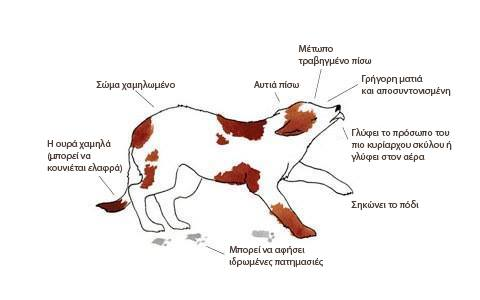 Μέτωπο
τραβηγμένο πίσω
Σώμα χαμηλωμένο
Αυτιά πίσω
Γρήγορη ματιά
και αποσυντονισμένη
Γλύφει το πρόσωπο του
πιο κυρίαρχου σκύλου ή
γλύφει στον αέρα
Η ουρά χαμηλά
(μπορεί να
κουνιέται ελαφρά)
Σηκώνει το πόδι
Μπορεί να αφήσει
ιδρωμένες πατημασιές